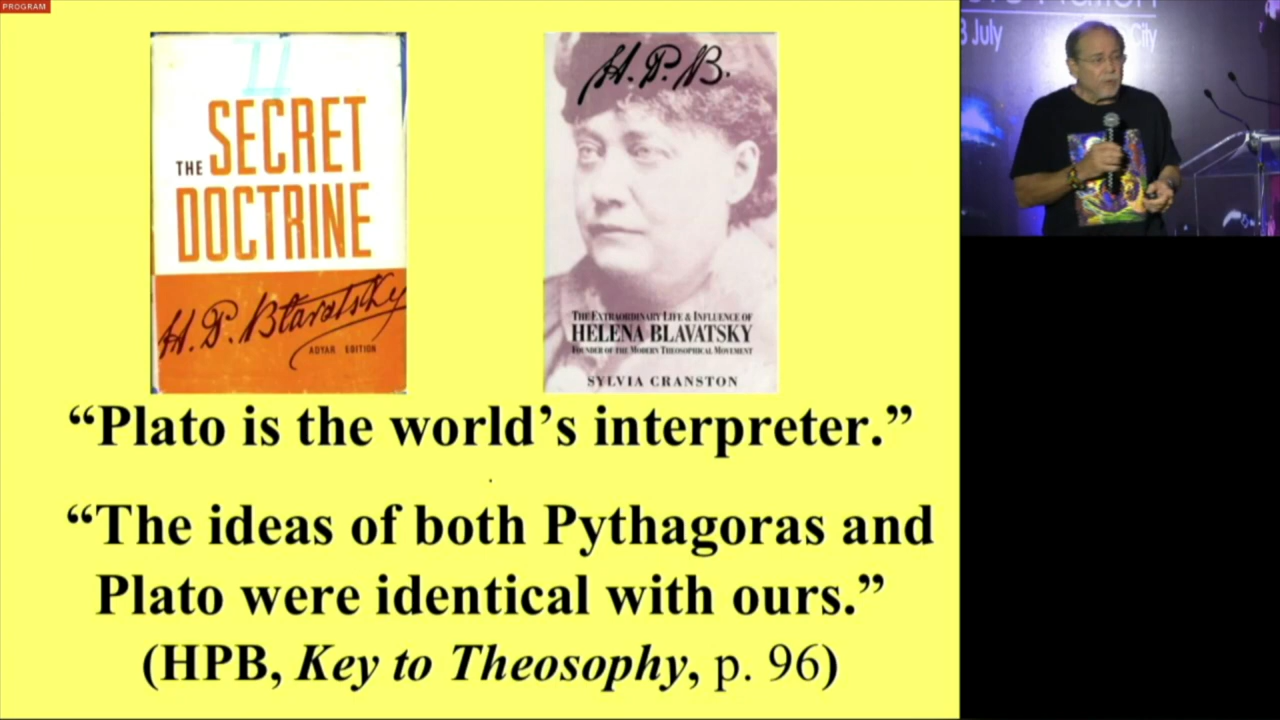 PROGRAM
THE SECRET
DOCTRINE
H. P. Blavatsky
ADYAR EDITION
H. P. B.
THE EXTRAORDINARY LIFE & INFLUENCE OF
HELENA BLAVATSKY
FOUNDER OF THE MODERN THEOSOPHICAL MOVEMENT
SYLVIA CRANSTON
“Plato is the world’s interpreter.”
“The ideas of both Pythagoras and
Plato were identical with ours.”
(HPB, Key to Theosophy, p. 96)
July
City